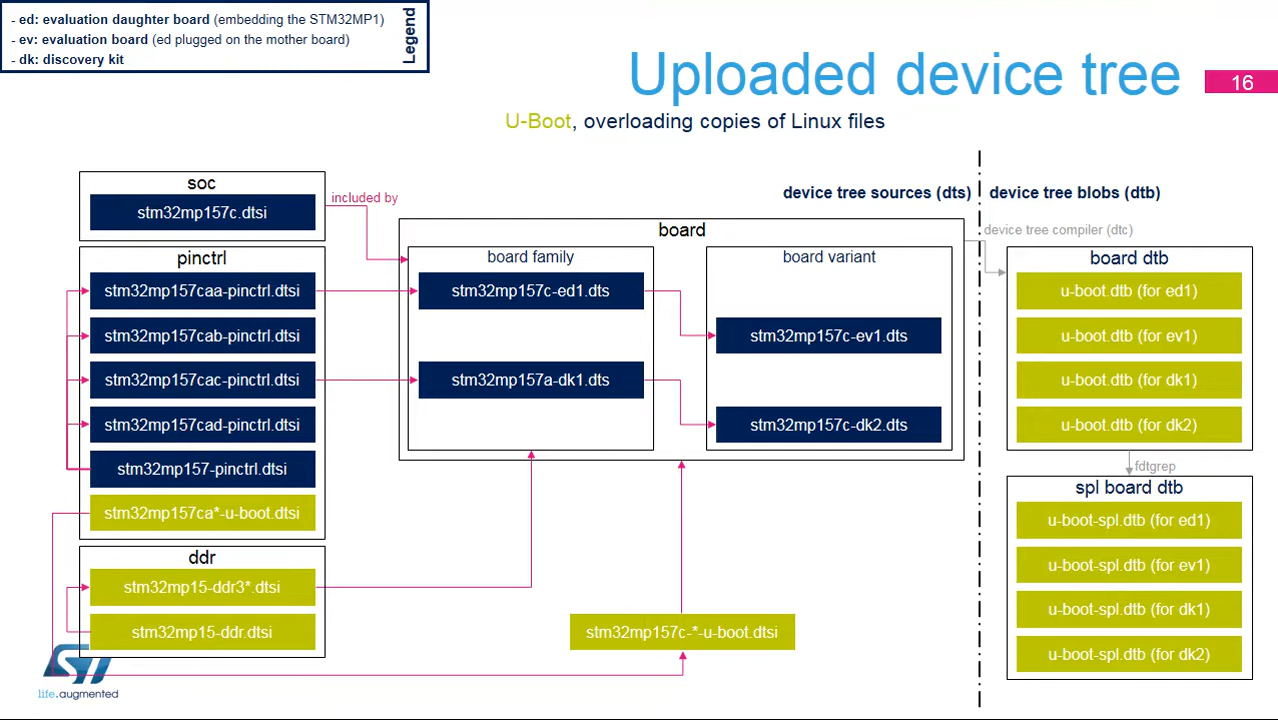 - ed: evaluation daughter board (embedding the STM32MP1)
- ev: evaluation board (ed plugged on the mother board)
- dk: discovery kit
Legend
Uploaded device tree
16
U-Boot, overloading copies of Linux files
soc
stm32mp157c.dtsi
included by
device tree sources (dts)
device tree blobs (dtb)
device tree compiler (dtc)
pinctrl
stm32mp157caa-pinctrl.dtsi
stm32mp157cab-pinctrl.dtsi
stm32mp157cac-pinctrl.dtsi
stm32mp157cad-pinctrl.dtsi
stm32mp157-pinctrl.dtsi
stm32mp157ca*-u-boot.dtsi
ddr
stm32mp15-ddr3*.dtsi
stm32mp15-ddr.dtsi
board
board family
stm32mp157c-ed1.dts
stm32mp157a-dk1.dts
board variant
stm32mp157c-ev1.dts
stm32mp157c-dk2.dts
stm32mp157c-*-u-boot.dtsi
board dtb
u-boot.dtb (for ed1)
u-boot.dtb (for ev1)
u-boot.dtb (for dk1)
u-boot.dtb (for dk2)
fdtgrep
spl board dtb
u-boot-spl.dtb (for ed1)
u-boot-spl.dtb (for ev1)
u-boot-spl.dtb (for dk1)
u-boot-spl.dtb (for dk2)
ST
life.augmented